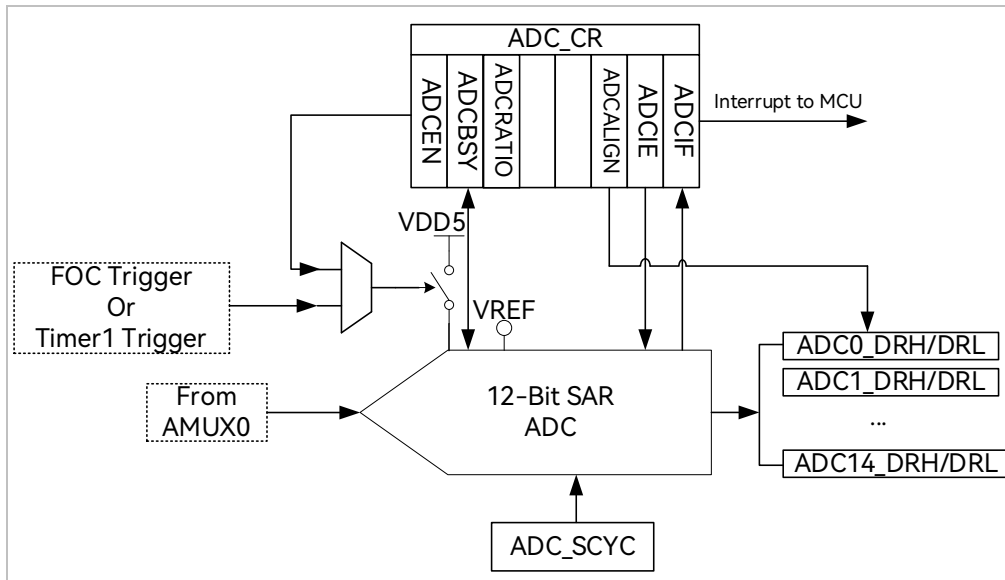 ADC_CR
ADCEN
ADCBSY
ADCRATIO
ADCALIGN
ADCIE
ADCIF
Interrupt to MCU
VDD5
FOC Trigger
Or
Timer1 Trigger
VREF
ADC0_DRH/DRL
ADC1_DRH/DRL
...
ADC14_DRH/DRL
From
AMUX0
12-Bit SAR
ADC
ADC_SCYC